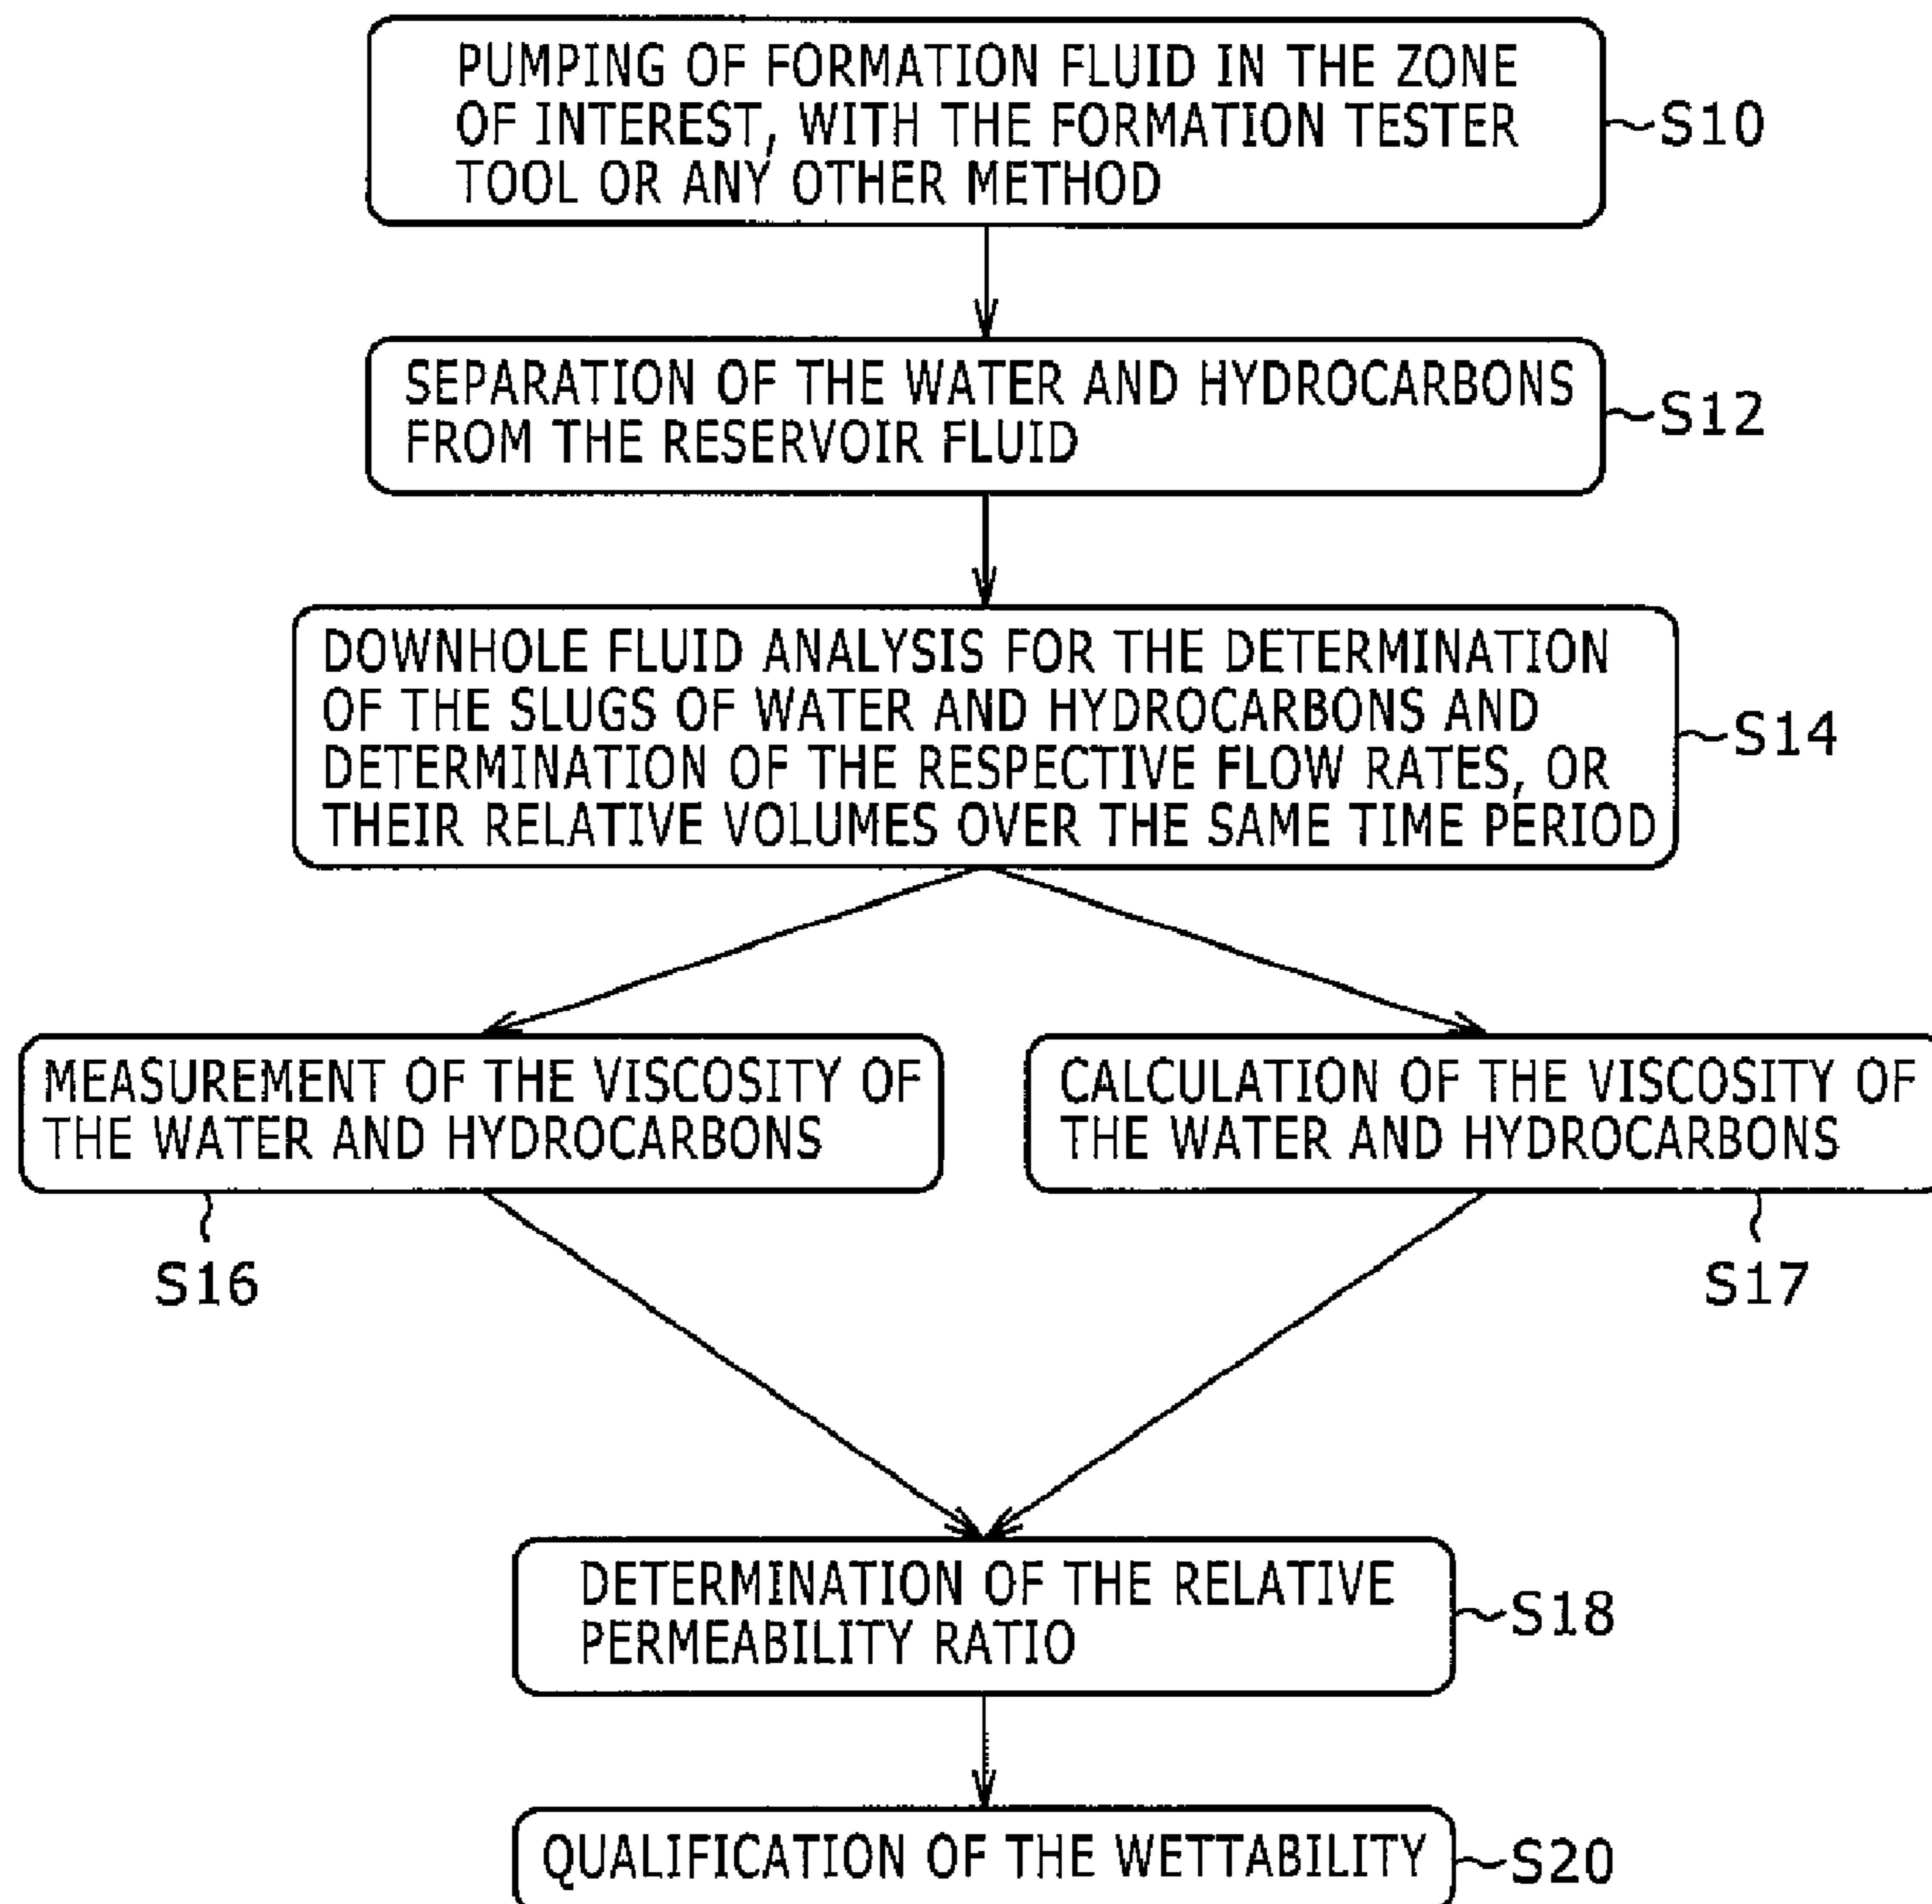 PUMPING OF FORMATION FLUID IN THE ZONE
OF INTEREST, WITH THE FORMATION TESTER
TOOL OR ANY OTHER METHOD
S10
SEPARATION OF THE WATER AND HYDROCARBONS
FROM THE RESERVOIR FLUID
S12
DOWNHOLE FLUID ANALYSIS FOR THE DETERMINATION
OF THE SLUGS OF WATER AND HYDROCARBONS AND
DETERMINATION OF THE RESPECTIVE FLOW RATES, OR
THEIR RELATIVE VOLUMES OVER THE SAME TIME PERIOD
S14
MEASUREMENT OF THE VISCOSITY OF
THE WATER AND HYDROCARBONS
S16
CALCULATION OF THE VISCOSITY OF
THE WATER AND HYDROCARBONS
S17
DETERMINATION OF THE RELATIVE
PERMEABILITY RATIO
S18
QUALIFICATION OF THE WETTABILITY
S20